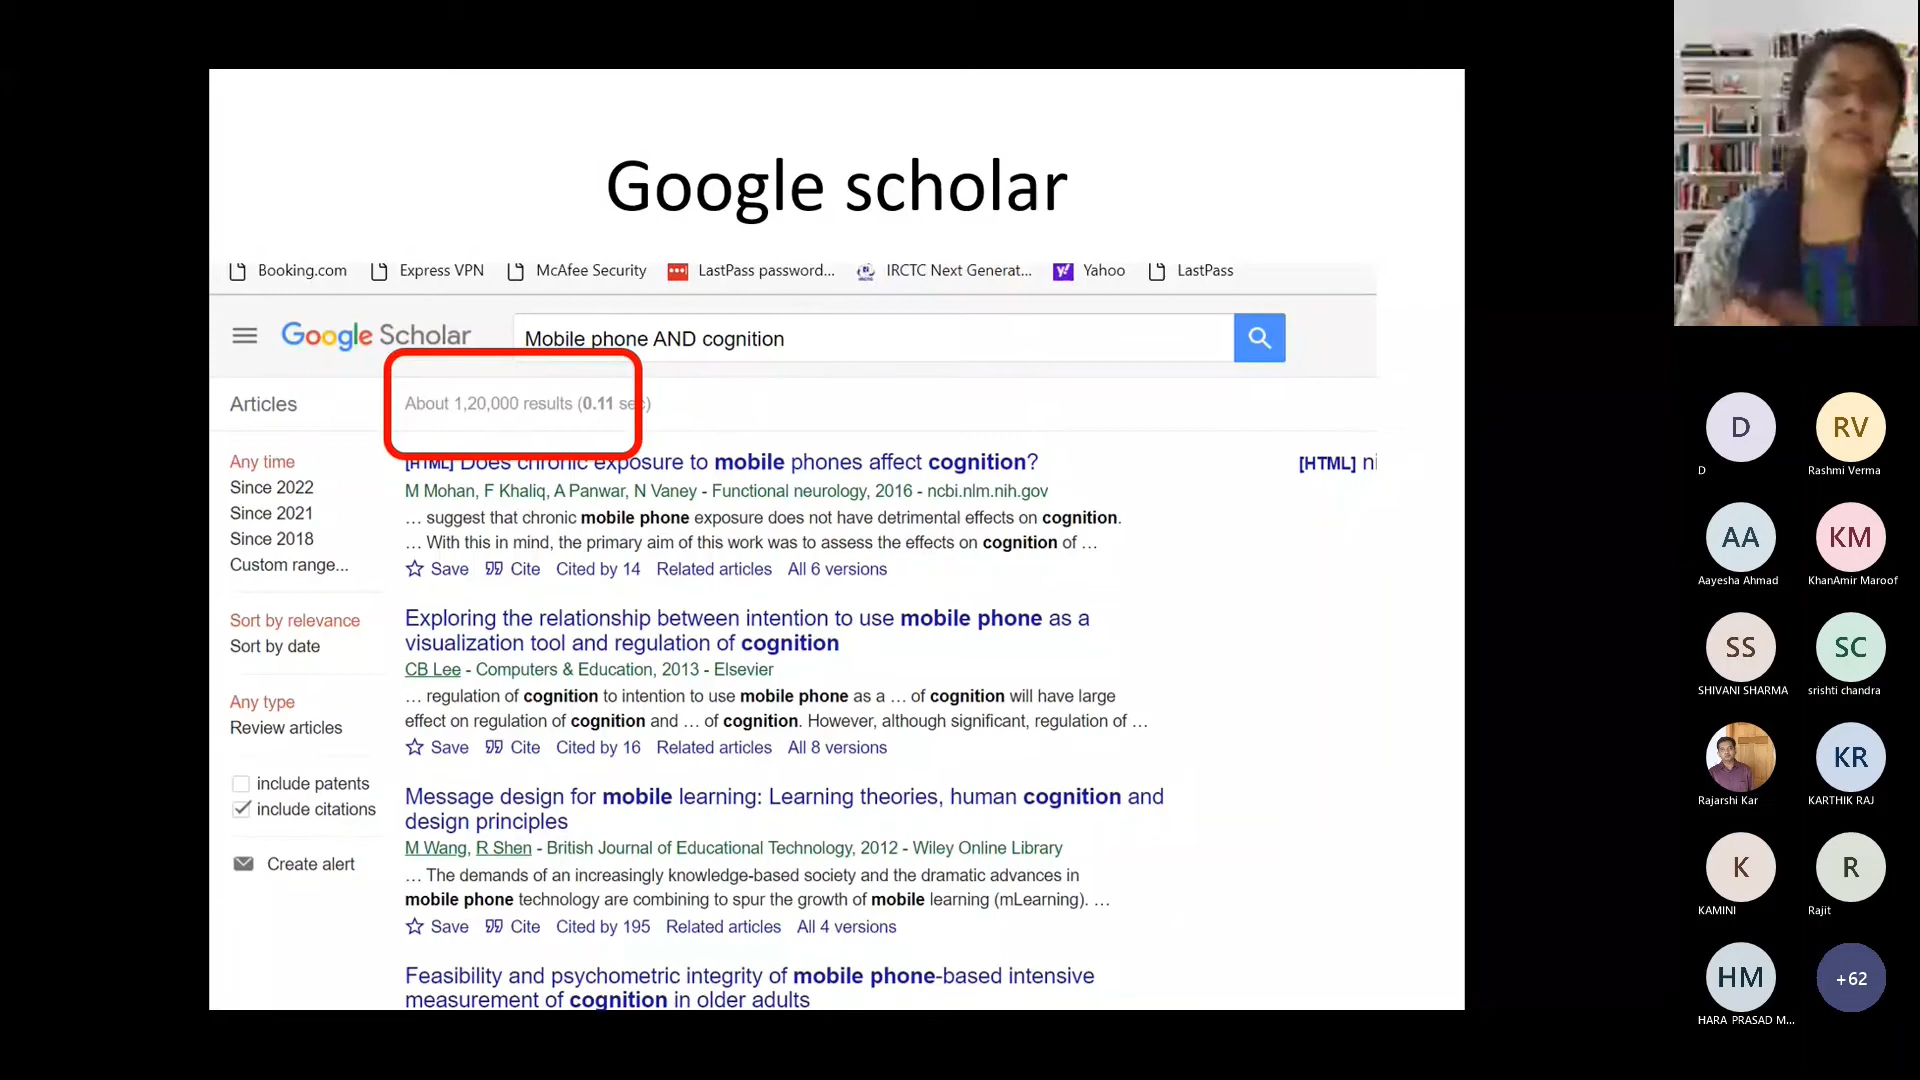 Google scholar
Booking.com Express VPN McAfee Security LastPass password... IRCTC Next Generat... Yahoo LastPass
Google Scholar
Mobile phone AND cognition
Articles
About 1,20,000 results (0.11 sec)
Any time
Since 2022
Since 2021
Since 2018
Custom range...
Sort by relevance
Sort by date
Any type
Review articles
include patents
include citations
Create alert
[HTML] Does chronic exposure to mobile phones affect cognition?
[HTML] ni
M Mohan, F Khaliq, A Panwar, N Vaney - Functional neurology, 2016 - ncbi.nlm.nih.gov
… suggest that chronic mobile phone exposure does not have detrimental effects on cognition.
… With this in mind, the primary aim of this work was to assess the effects on cognition of …
Save Cite Cited by 14 Related articles All 6 versions
Exploring the relationship between intention to use mobile phone as a
visualization tool and regulation of cognition
CB Lee - Computers & Education, 2013 - Elsevier
… regulation of cognition to intention to use mobile phone as a … of cognition will have large
effect on regulation of cognition and … of cognition. However, although significant, regulation of …
Save Cite Cited by 16 Related articles All 8 versions
Message design for mobile learning: Learning theories, human cognition and
design principles
M Wang, R Shen - British Journal of Educational Technology, 2012 - Wiley Online Library
… The demands of an increasingly knowledge-based society and the dramatic advances in
mobile phone technology are combining to spur the growth of mobile learning (mLearning). …
Save Cite Cited by 195 Related articles All 4 versions
Feasibility and psychometric integrity of mobile phone-based intensive
measurement of cognition in older adults
D RV
D Rashmi Verma
AA KM
Aayesha Ahmad KhanAmir Maroof
SS SC
SHIVANI SHARMA srishti chandra
KR
Rajarshi Kar KARTHIK RAJ
K R
KAMINI Rajit
HM +62
HARA PRASAD M...